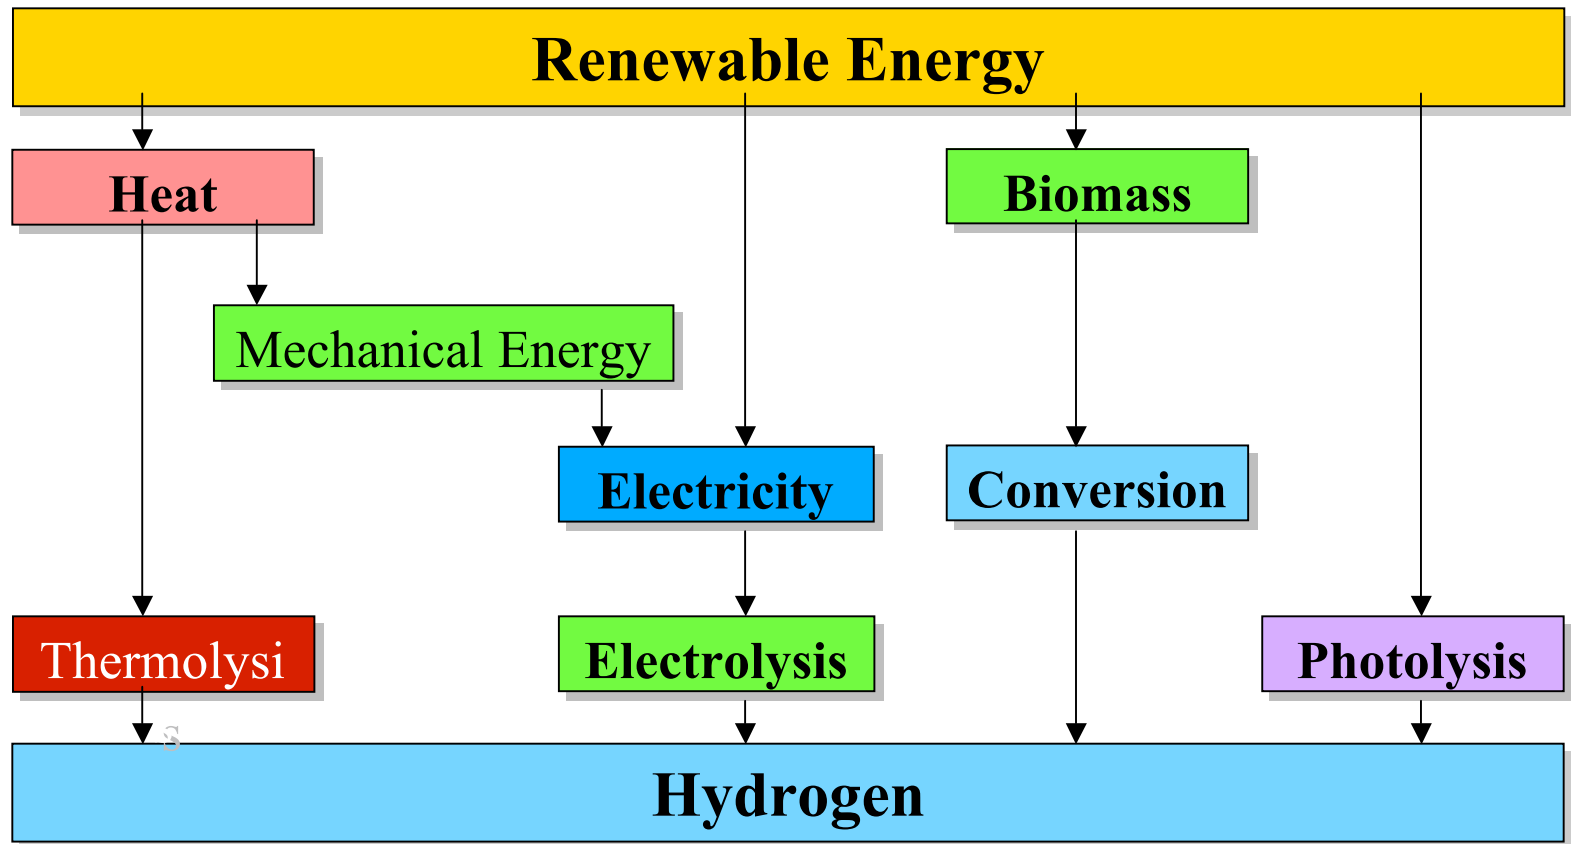 Renewable Energy
Heat
Biomass
Mechanical Energy
Electricity
Conversion
Thermolysi
s
Electrolysis
Photolysis
Hydrogen